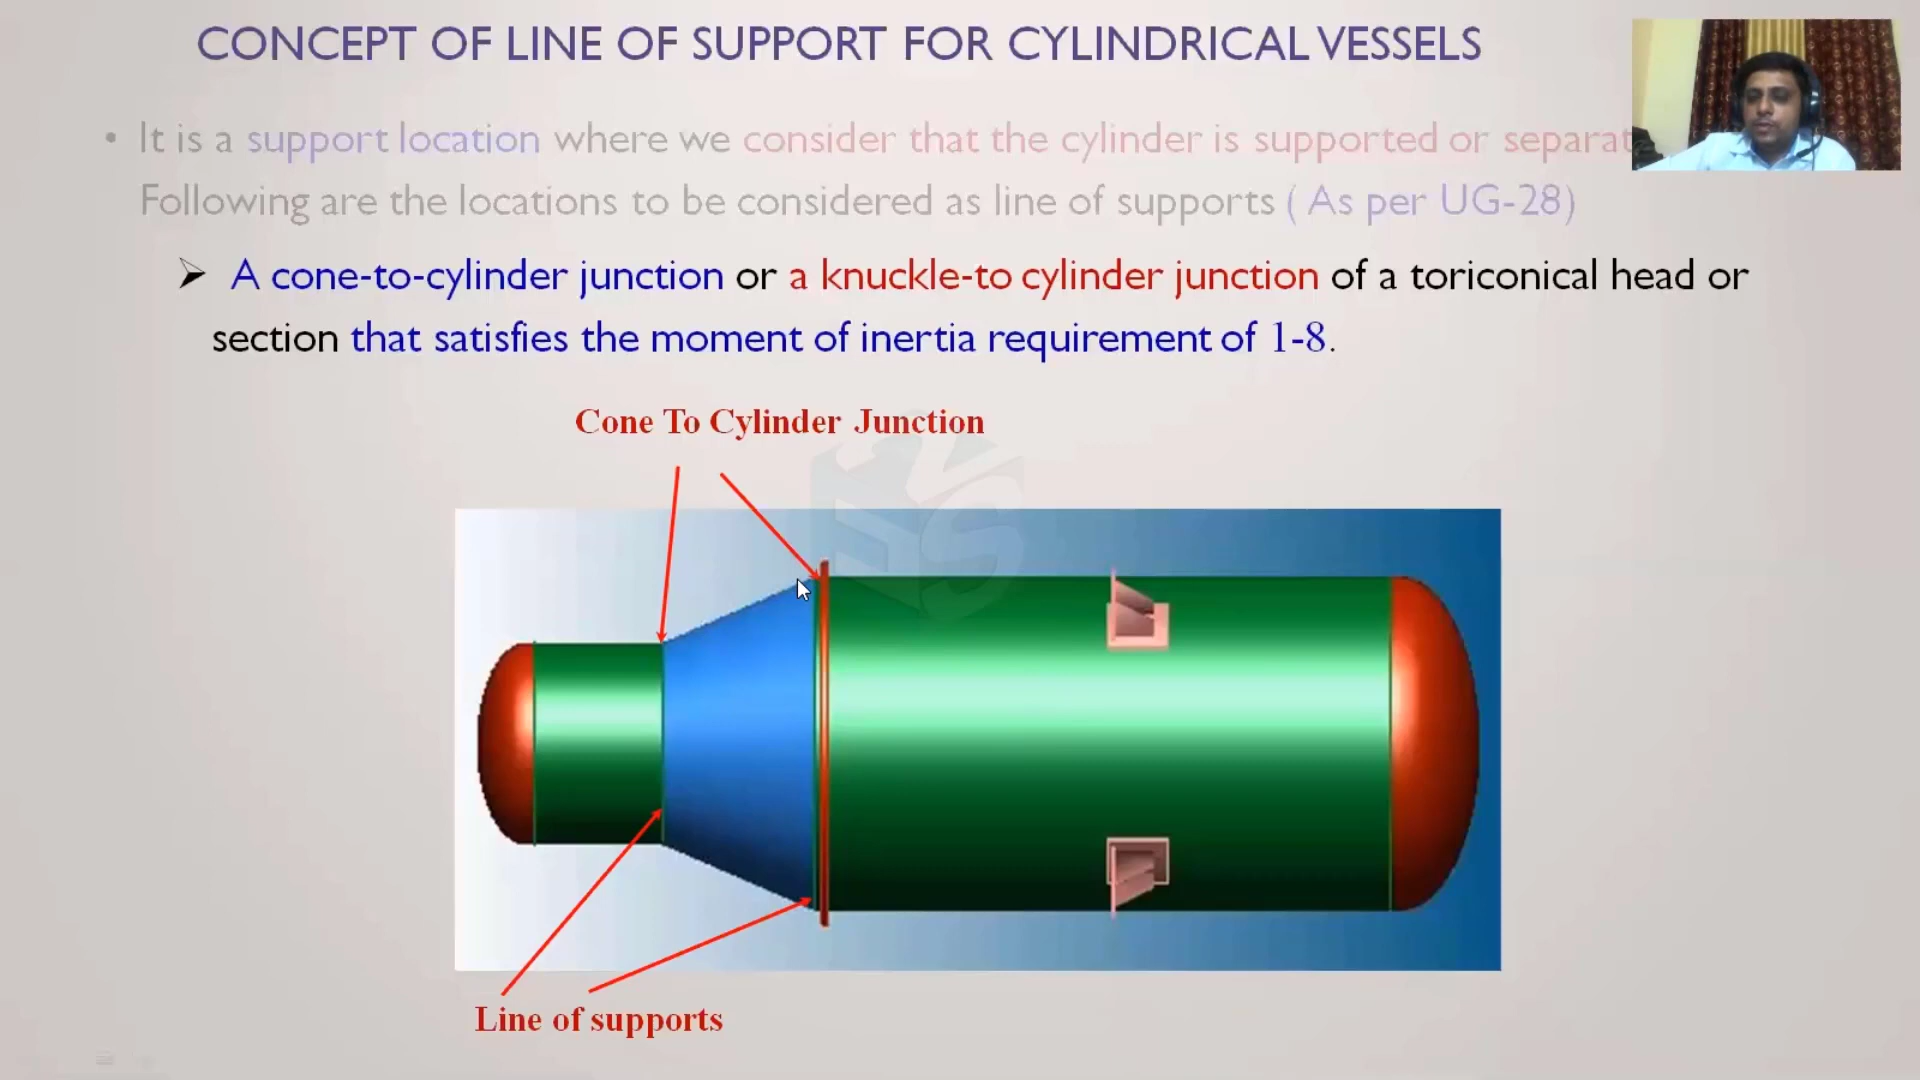 CONCEPT OF LINE OF SUPPORT FOR CYLINDRICAL VESSELS
• It is a support location where we consider that the cylinder is supported or separat
Following are the locations to be considered as line of supports ( As per UG-28)
➢ A cone-to-cylinder junction or a knuckle-to cylinder junction of a toriconical head or
section that satisfies the moment of inertia requirement of 1-8.
Cone To Cylinder Junction
Line of supports